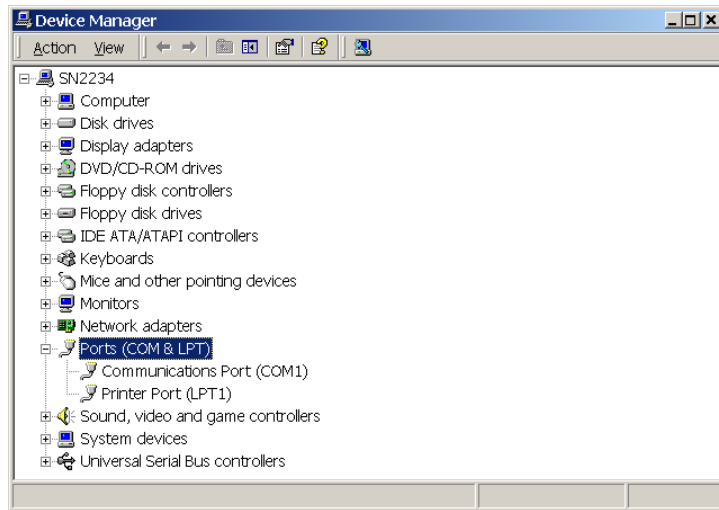 Device Manager
Action View
SN2234
Computer
Disk drives
Display adapters
DVD/CD-ROM drives
Floppy disk controllers
Floppy disk drives
IDE ATA/ATAPI controllers
Keyboards
Mice and other pointing devices
Monitors
Network adapters
Ports (COM & LPT)
Communications Port (COM1)
Printer Port (LPT1)
Sound, video and game controllers
System devices
Universal Serial Bus controllers